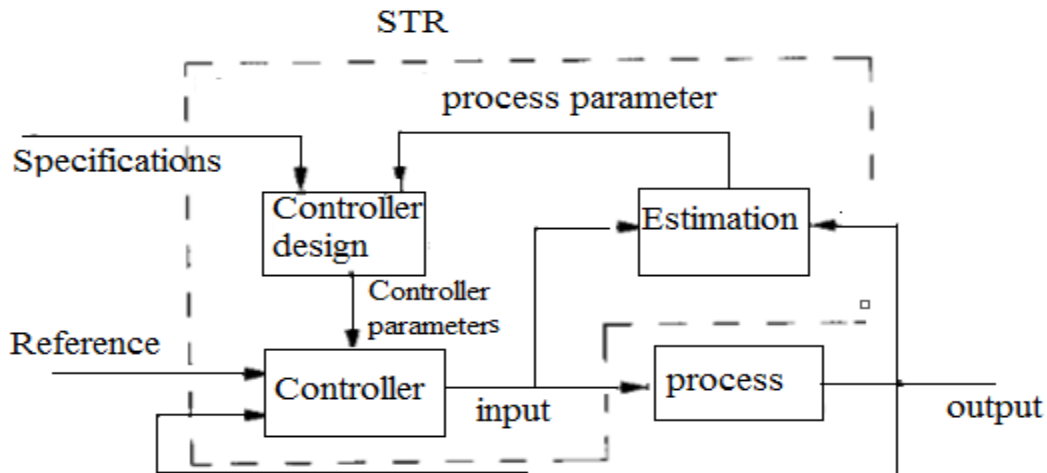 STR
process parameter
Specifications
Controller
design
Estimation
Controller
parameters
Reference
Controller
process
input
output